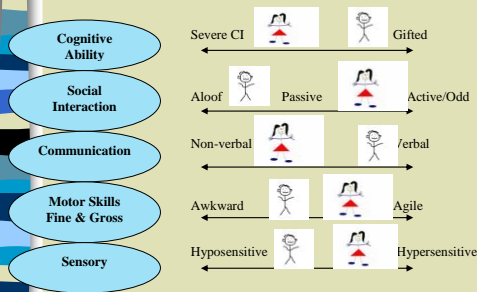 Cognitive
Ability
Severe CI Gifted
Social
Interaction
Aloof Passive Active/Odd
Communication
Non-verbal Verbal
Motor Skills
Fine & Gross
Awkward Agile
Sensory
Hyposensitive Hypersensitive